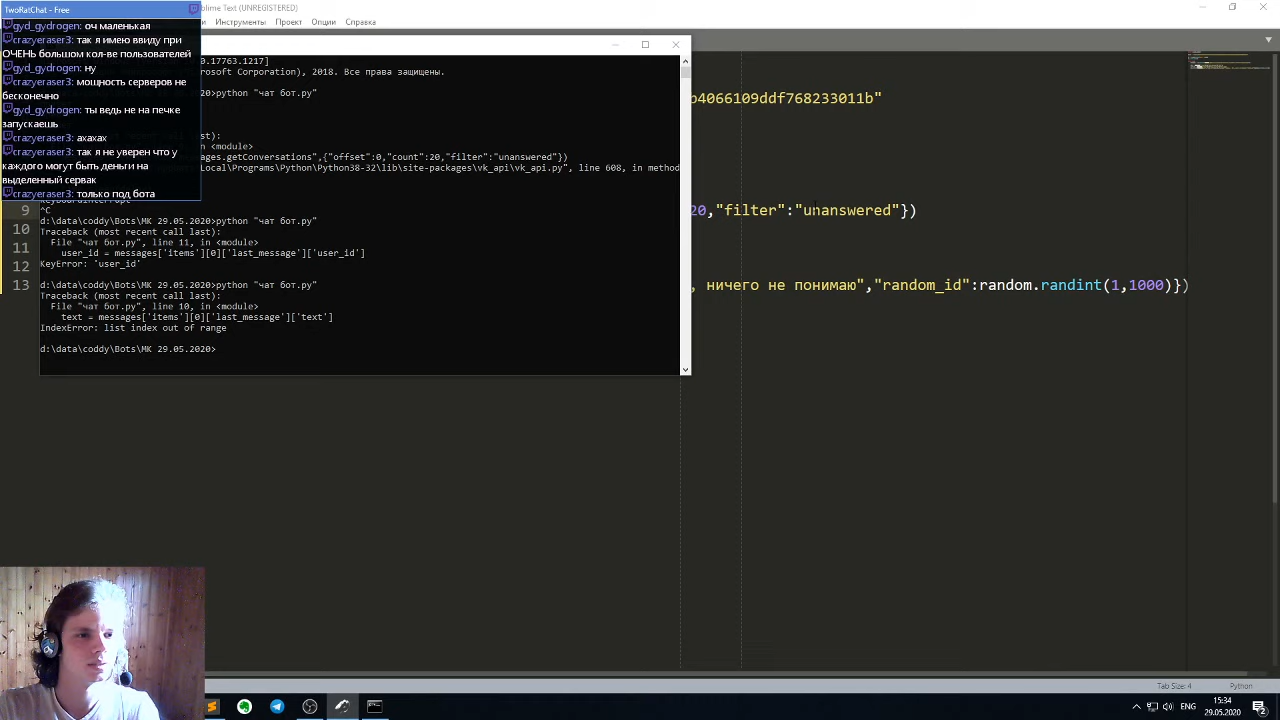 TwoRatChat - Free
blime Text (UNREGISTERED)
Инструменты Проект Опции Справка
gyd_gydrogen: оч маленькая
crazyeraser3: так я имею ввиду при
ОЧЕНЬ большом кол-ве пользователей
gyd_gydrogen: ну
crazyeraser3: мощность серверов не
бесконечно
gyd_gydrogen: ты ведь не на печке
запускаешь
crazyeraser3: ахахах
crazyeraser3: так я не уверен что у
каждого могут быть деньги на
выделенный сервак
crazyeraser3: только под бота
.0.17763.1217]
osoft Corporation), 2018. Все права защищены.
python "чат бот.py"
t):
in <module>
ages.getConversations",{"offset":0,"count":20,"filter":"unanswered"})
Local\Programs\Python\Python38-32\lib\site-packages\vk_api\vk_api.py", line 608, in method
KeyboardInterrupt
^C
d:\data\coddy\Bots\МК 29.05.2020>python "чат бот.py"
Traceback (most recent call last):
File "чат бот.py", line 11, in <module>
user_id = messages['items'][0]['last_message']['user_id']
KeyError: 'user_id'
d:\data\coddy\Bots\МК 29.05.2020>python "чат бот.py"
Traceback (most recent call last):
File "чат бот.py", line 10, in <module>
text = messages['items'][0]['last_message']['text']
IndexError: list index out of range
d:\data\coddy\Bots\МК 29.05.2020>
b4066109ddf768233011b"
9
20,"filter":"unanswered"})
10
11
12
13
, ничего не понимаю","random_id":random.randint(1,1000)})
Tab Size: 4 Python
ENG
15:34
29.05.2020
2